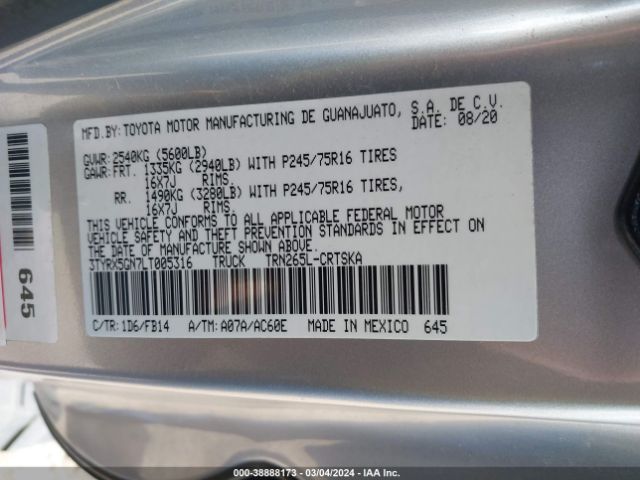 MFD.BY:TOYOTA MOTOR MANUFACTURING DE GUANAJUATO, S.A. DE C.V.
DATE: 08/20
GVWR:2540KG (5600LB)
GAWR:FRT. 1335KG (2940LB) WITH P245/75R16 TIRES
16X7J RIMS.
RR. 1490KG (3280LB) WITH P245/75R16 TIRES,
16X7J RIMS.
THIS VEHICLE CONFORMS TO ALL APPLICABLE FEDERAL MOTOR
VEHICLE SAFETY AND THEFT PREVENTION STANDARDS IN EFFECT ON
THE DATE OF MANUFACTURE SHOWN ABOVE.
3TYRX5GN7LT005316 TRUCK TRN265L-CRTSKA
C/TR:1D6/FB14 A/TM:A07A/AC60E MADE IN MEXICO 645
645
© 38888173 - 03/04/2024 - IAA Inc.